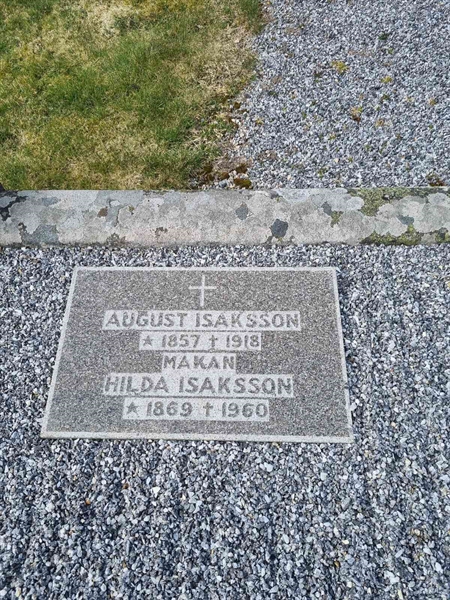 AUGUST ISAKSSON
★ 1857 † 1918
MAKAN
HILDA ISAKSSON
★ 1869 † 1960